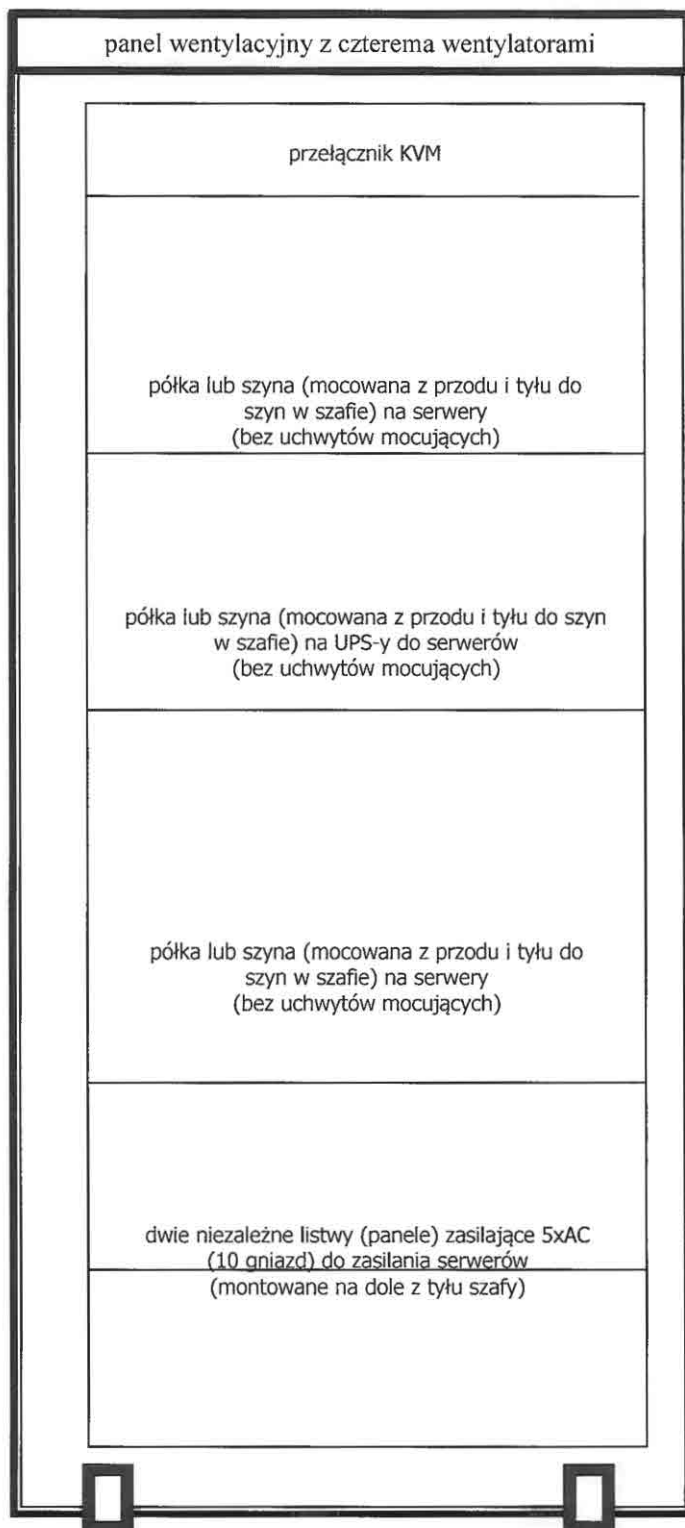 panel wentylacyjny z czterema wentylatorami
przełącznik KVM
półka lub szyna (mocowana z przodu i tyłu do
szyn w szafie) na serwery
(bez uchwytów mocujących)
półka lub szyna (mocowana z przodu i tyłu do szyn
w szafie) na UPS-y do serwerów
(bez uchwytów mocujących)
półka lub szyna (mocowana z przodu i tyłu do
szyn w szafie) na serwery
(bez uchwytów mocujących)
dwie niezależne listwy (panele) zasilające 5xAC
(10 gniazd) do zasilania serwerów
(montowane na dole z tyłu szafy)